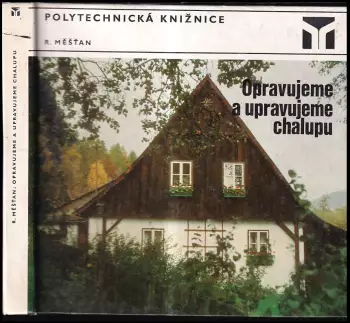 POLYTECHNICKÁ KNIŽNICE
R. MĚŠŤAN
Opravujeme
a upravujeme
chalupu
R. MĚŠŤAN: OPRAVUJEME A UPRAVUJEME CHALUPU